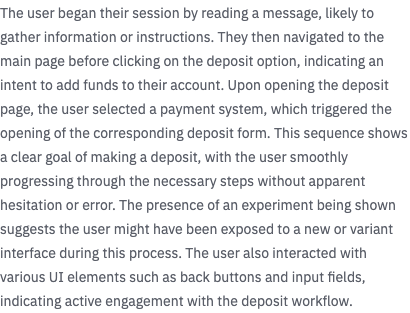 The user began their session by reading a message, likely to
gather information or instructions. They then navigated to the
main page before clicking on the deposit option, indicating an
intent to add funds to their account. Upon opening the deposit
page, the user selected a payment system, which triggered the
opening of the corresponding deposit form. This sequence shows
a clear goal of making a deposit, with the user smoothly
progressing through the necessary steps without apparent
hesitation or error. The presence of an experiment being shown
suggests the user might have been exposed to a new or variant
interface during this process. The user also interacted with
various UI elements such as back buttons and input fields,
indicating active engagement with the deposit workflow.